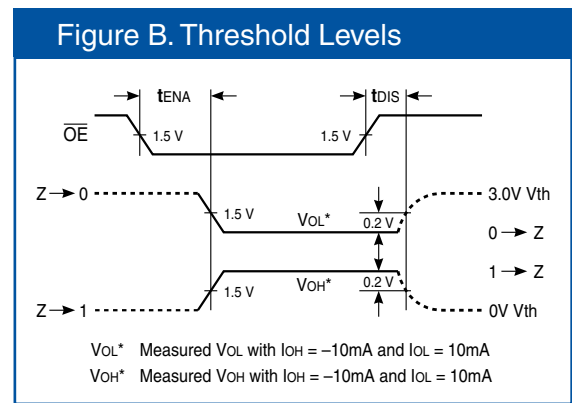 Figure B. Threshold Levels
tENA
tDIS
OE
1.5 V
1.5 V
Z → 0
3.0V Vth
1.5 V
VOL*
0.2 V
0 → Z
1 → Z
1.5 V
VOH*
0.2 V
Z → 1
0V Vth
VOL* Measured VOL with IOH = –10mA and IOL = 10mA
VOH* Measured VOH with IOH = –10mA and IOL = 10mA